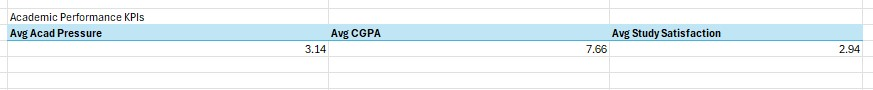 Academic Performance KPIs
Avg Acad Pressure Avg CGPA Avg Study Satisfaction
3.14 7.66 2.94